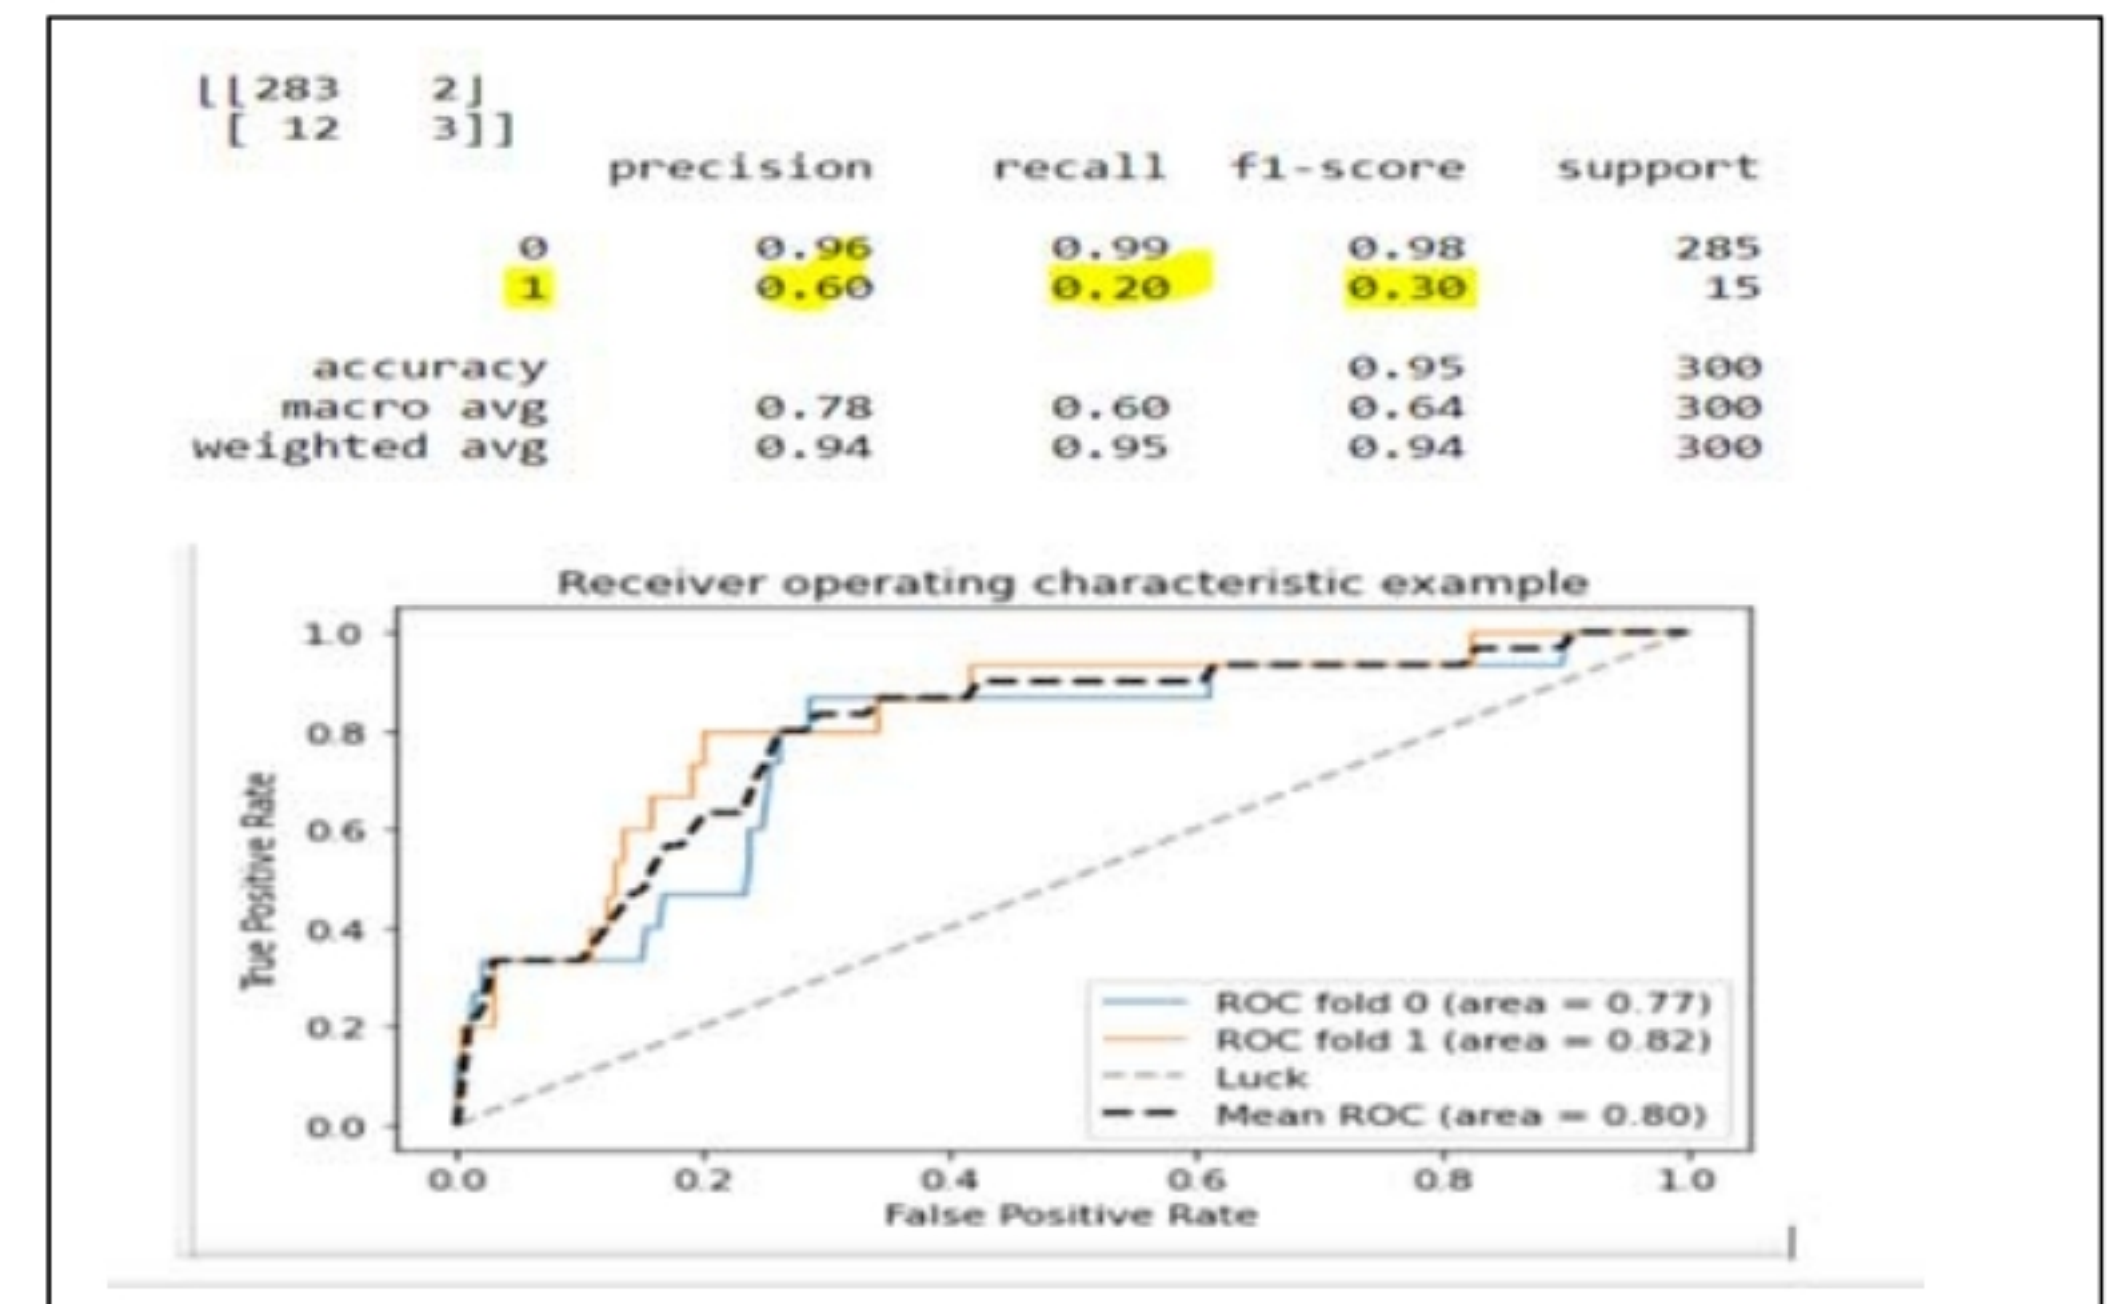 [[283 2]
[ 12 3]]
precision recall f1-score support
0 0.96 0.99 0.98 285
1 0.60 0.20 0.30 15
accuracy 0.95 300
macro avg 0.78 0.60 0.64 300
weighted avg 0.94 0.95 0.94 300
Receiver operating characteristic example
1.0
0.8
0.6
0.4
0.2
0.0
True Positive Rate
ROC fold 0 (area = 0.77)
ROC fold 1 (area = 0.82)
Luck
Mean ROC (area = 0.80)
0.0 0.2 0.4 0.6 0.8 1.0
False Positive Rate